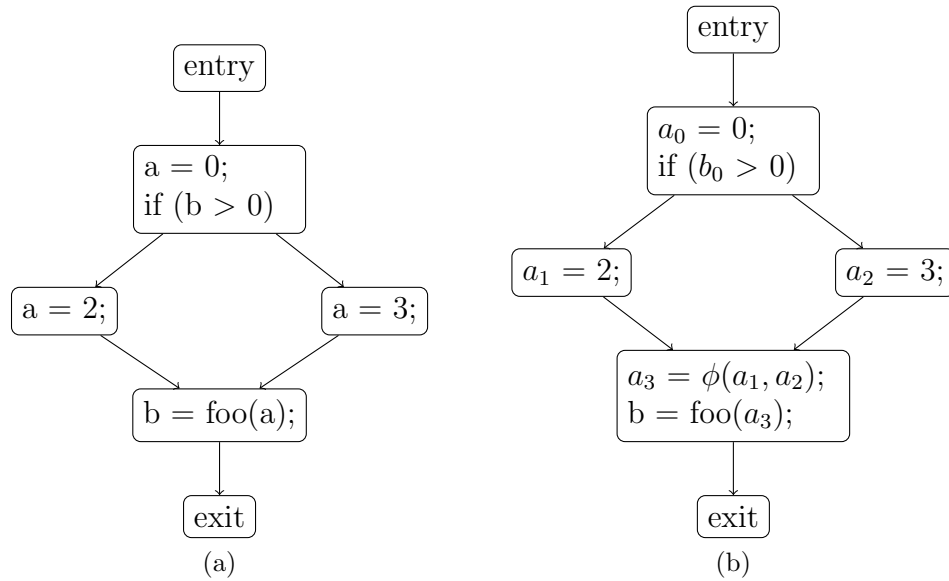 entry
a = 0;
if (b > 0)
a = 2;
a = 3;
b = foo(a);
exit
(a)
entry
a₀ = 0;
if (b₀ > 0)
a₁ = 2;
a₂ = 3;
a₃ = ϕ(a₁, a₂);
b = foo(a₃);
exit
(b)